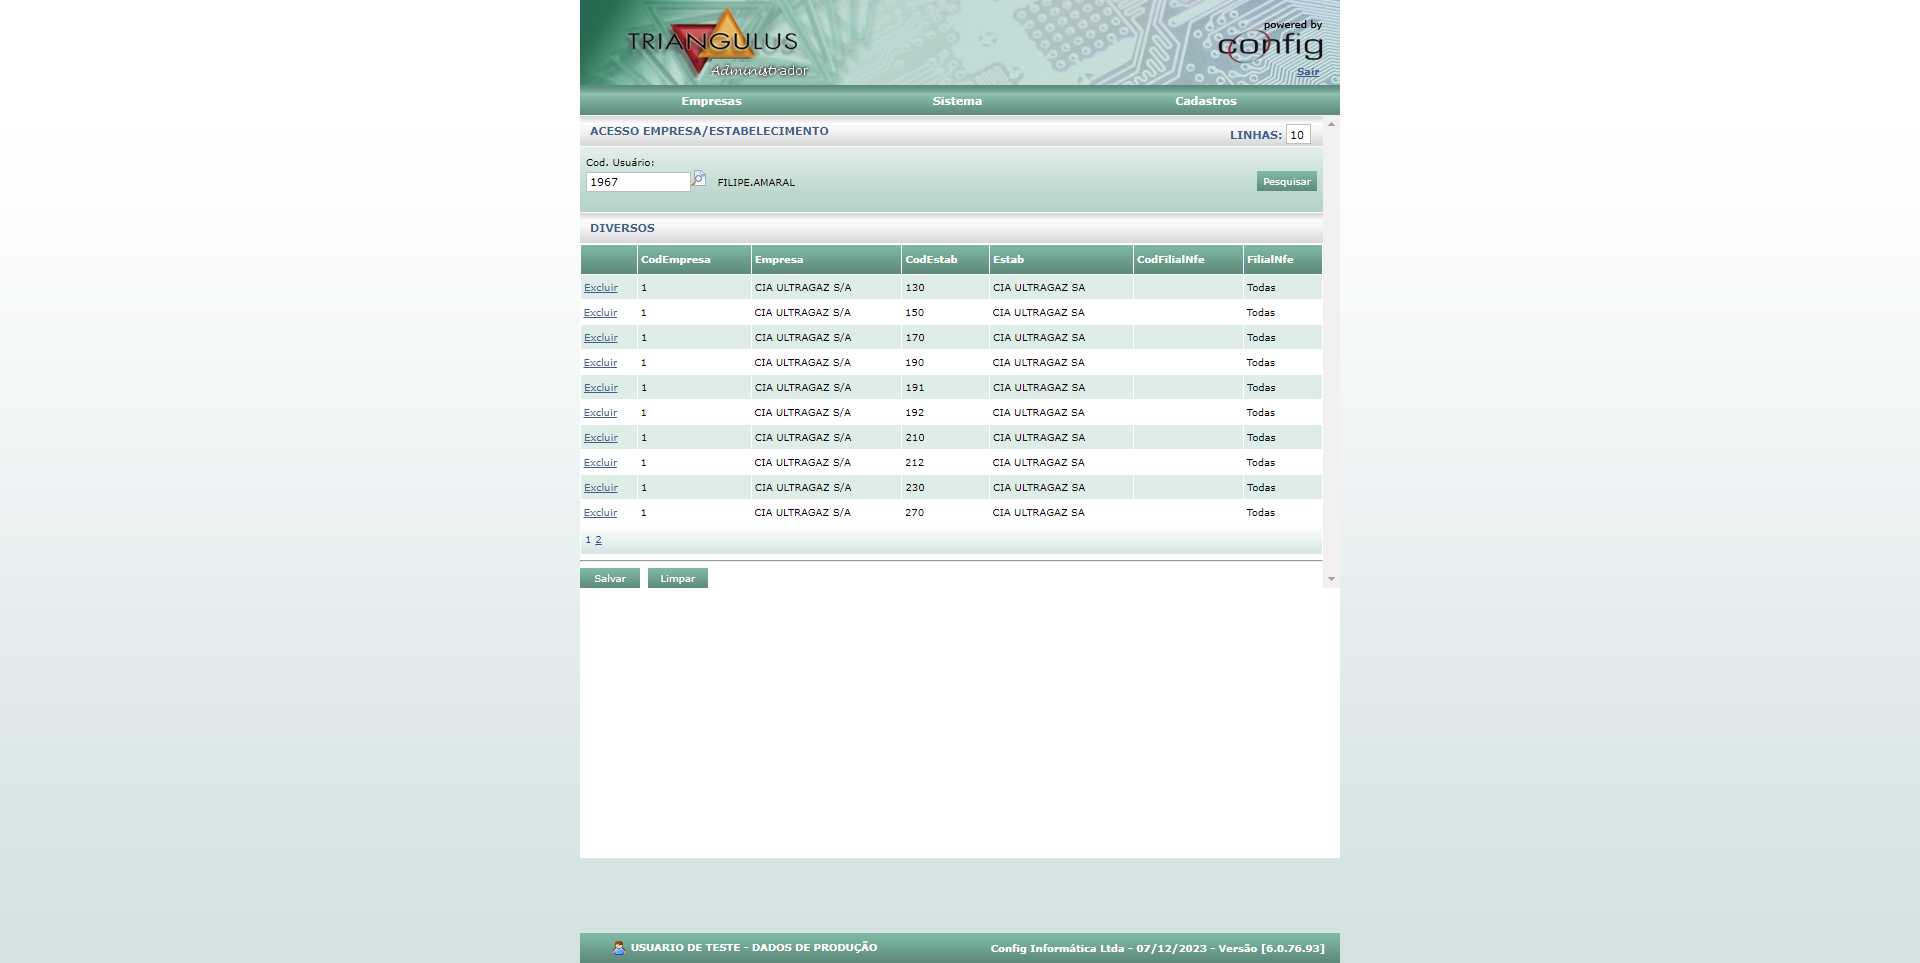 TRIANGULUS
Administrador
powered by
config
Sair
Empresas Sistema Cadastros
ACESSO EMPRESA/ESTABELECIMENTO LINHAS: 10
Cod. Usuário:
1967 FILIPE.AMARAL Pesquisar
DIVERSOS
CodEmpresa Empresa CodEstab Estab CodFilialNfe FilialNfe
Excluir 1 CIA ULTRAGAZ S/A 130 CIA ULTRAGAZ SA Todas
Excluir 1 CIA ULTRAGAZ S/A 150 CIA ULTRAGAZ SA Todas
Excluir 1 CIA ULTRAGAZ S/A 170 CIA ULTRAGAZ SA Todas
Excluir 1 CIA ULTRAGAZ S/A 190 CIA ULTRAGAZ SA Todas
Excluir 1 CIA ULTRAGAZ S/A 191 CIA ULTRAGAZ SA Todas
Excluir 1 CIA ULTRAGAZ S/A 192 CIA ULTRAGAZ SA Todas
Excluir 1 CIA ULTRAGAZ S/A 210 CIA ULTRAGAZ SA Todas
Excluir 1 CIA ULTRAGAZ S/A 212 CIA ULTRAGAZ SA Todas
Excluir 1 CIA ULTRAGAZ S/A 230 CIA ULTRAGAZ SA Todas
Excluir 1 CIA ULTRAGAZ S/A 270 CIA ULTRAGAZ SA Todas
1 2
Salvar Limpar
USUARIO DE TESTE - DADOS DE PRODUÇÃO Config Informática Ltda - 07/12/2023 - Versão [6.0.76.93]